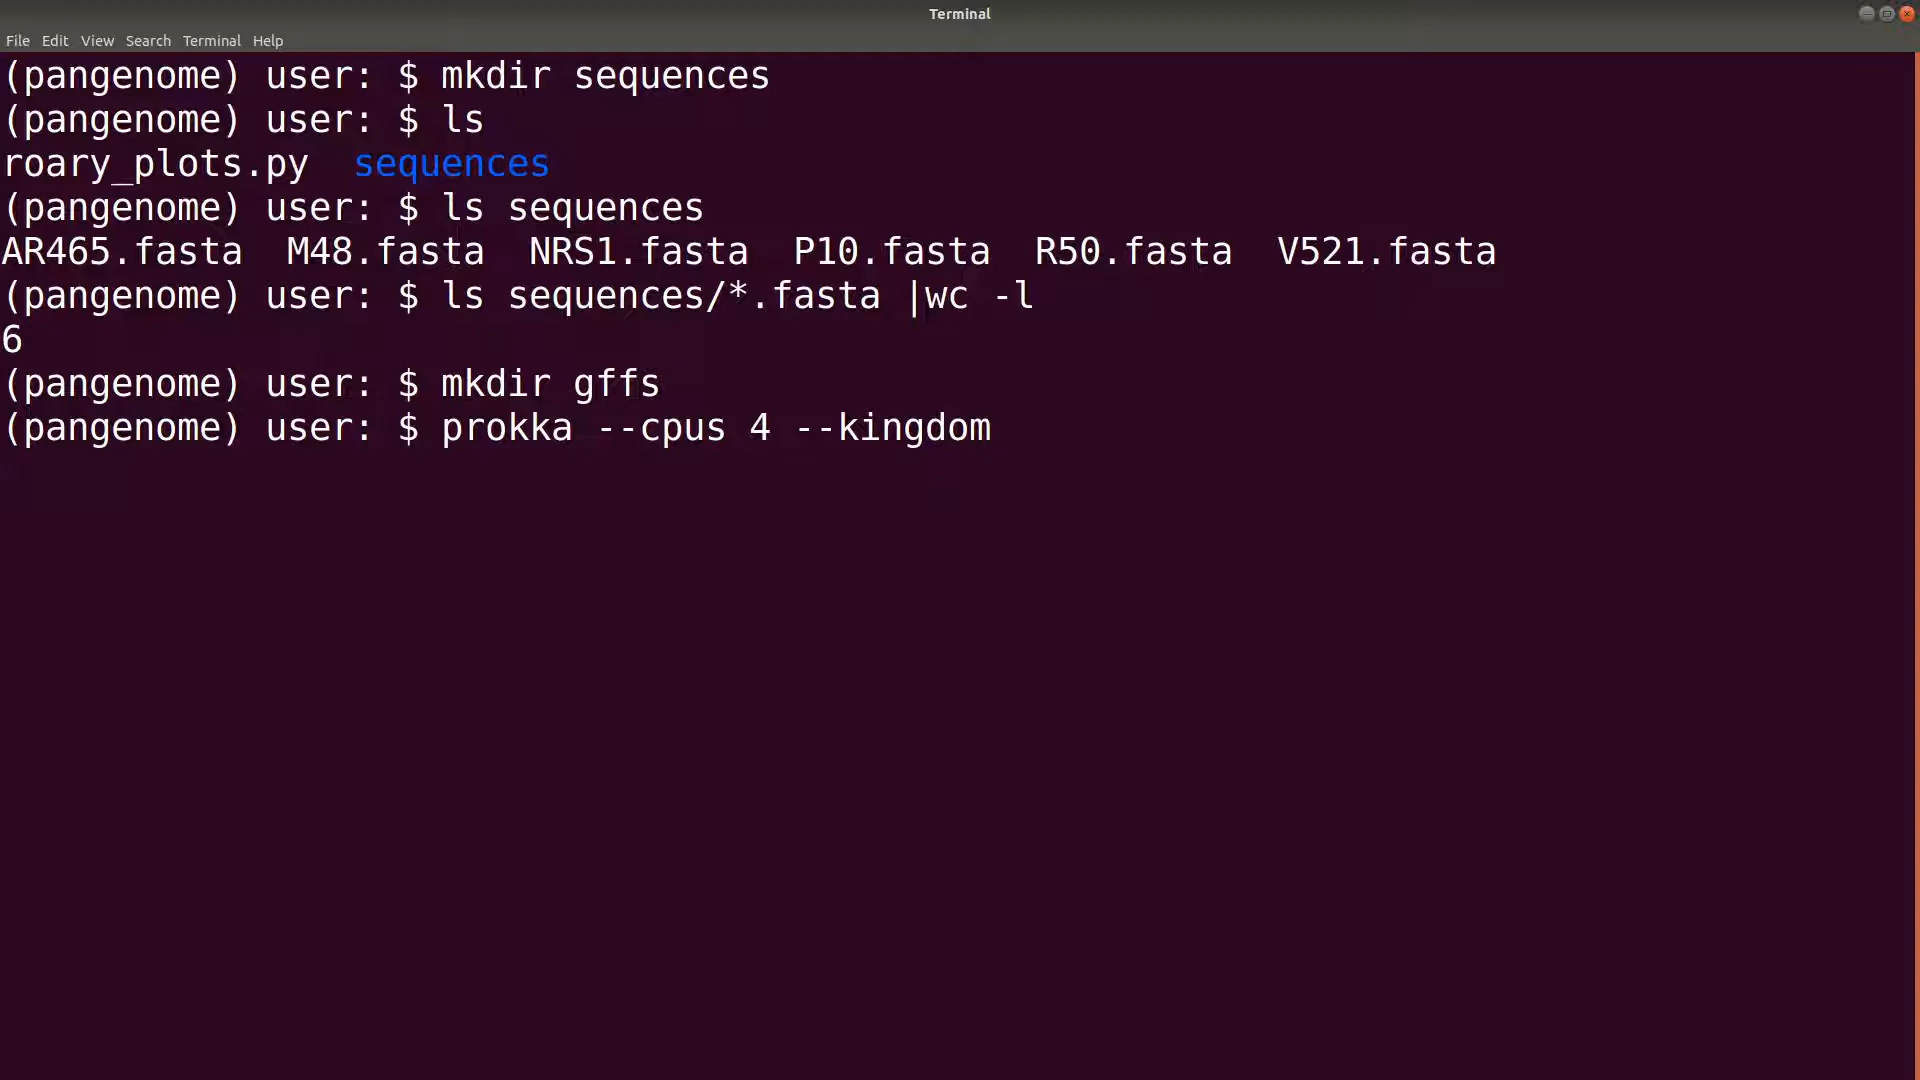 Terminal
File Edit View Search Terminal Help
(pangenome) user: $ mkdir sequences
(pangenome) user: $ ls
roary_plots.py  sequences
(pangenome) user: $ ls sequences
AR465.fasta  M48.fasta  NRS1.fasta  P10.fasta  R50.fasta  V521.fasta
(pangenome) user: $ ls sequences/*.fasta |wc -l
6
(pangenome) user: $ mkdir gffs
(pangenome) user: $ prokka --cpus 4 --kingdom